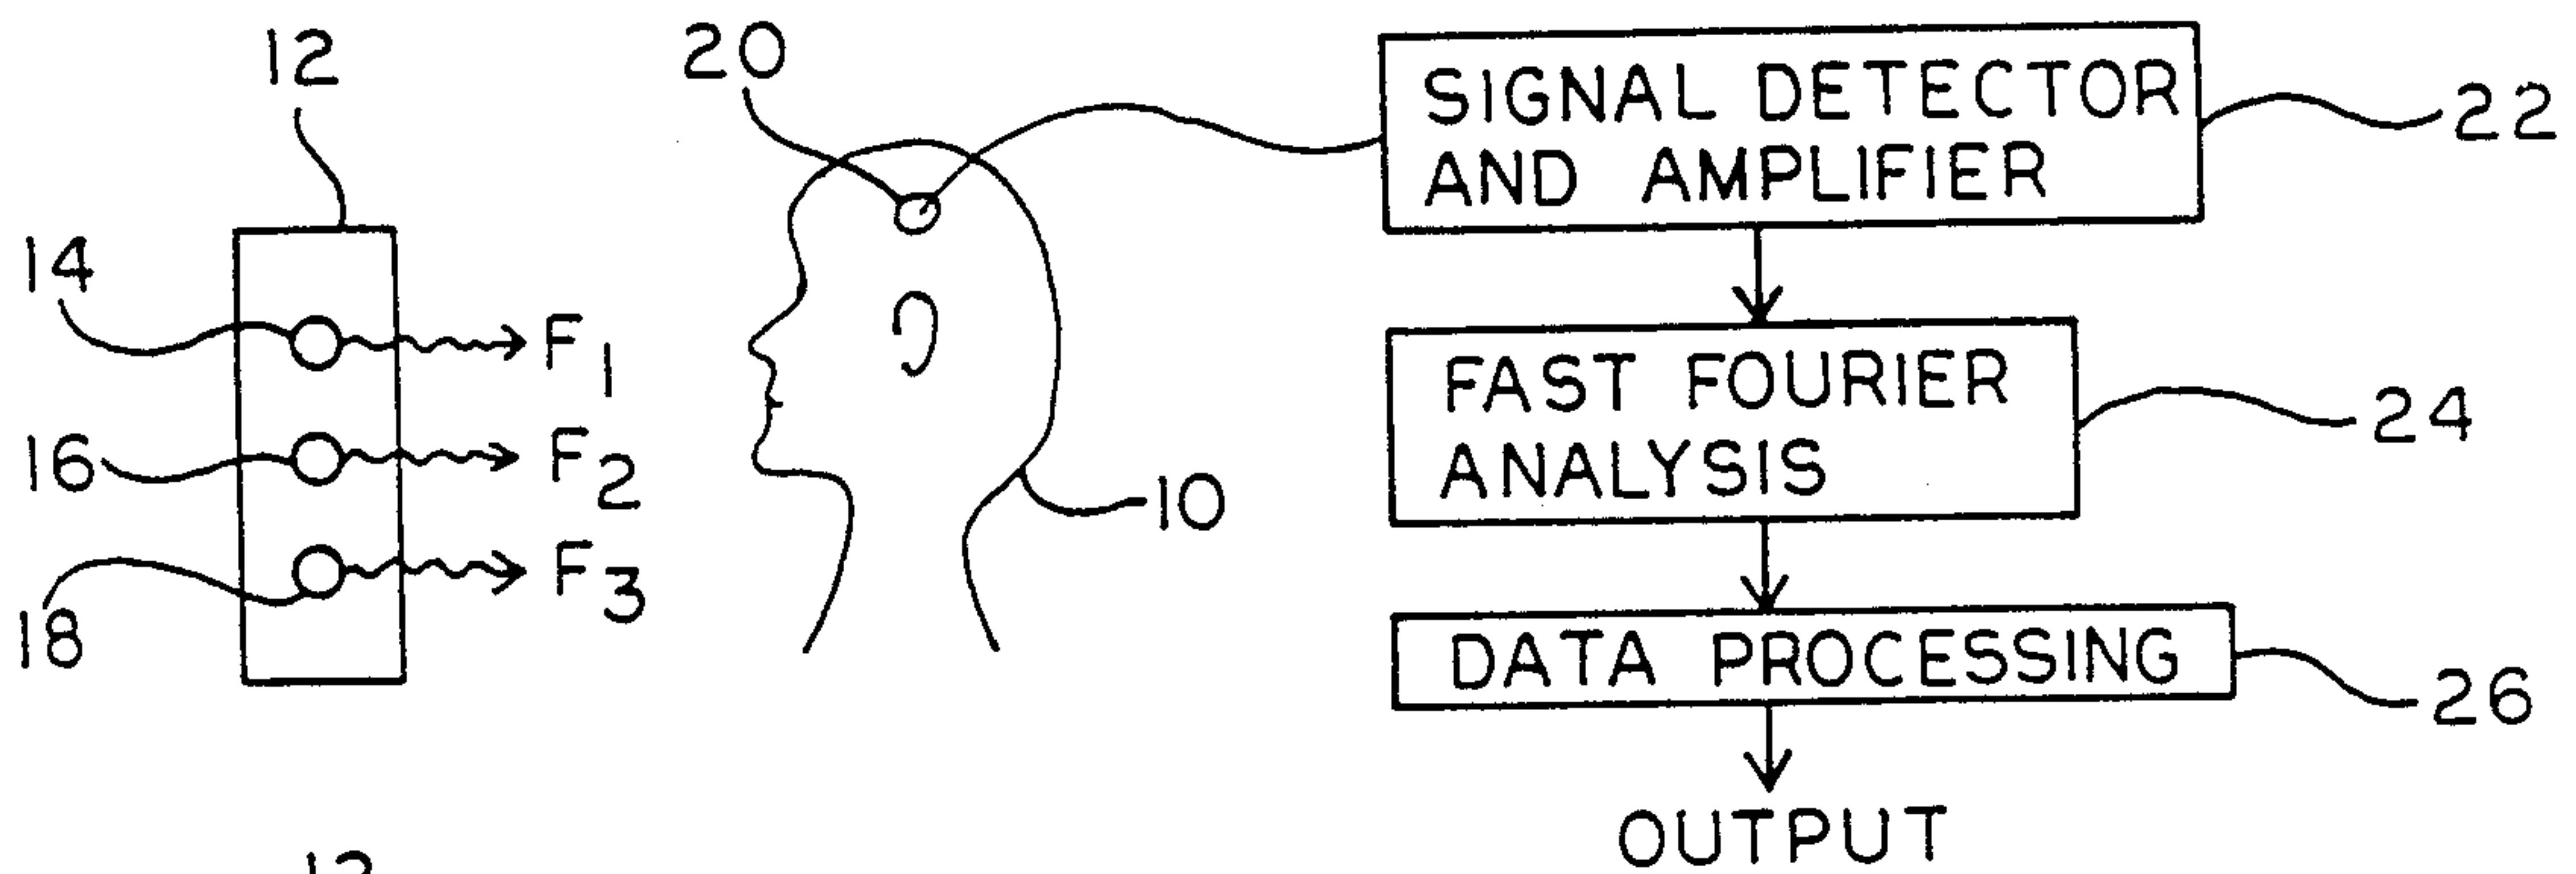 12
20
SIGNAL DETECTOR
AND AMPLIFIER
22
14
F1
16
F2
18
F3
10
FAST FOURIER
ANALYSIS
24
DATA PROCESSING
26
OUTPUT